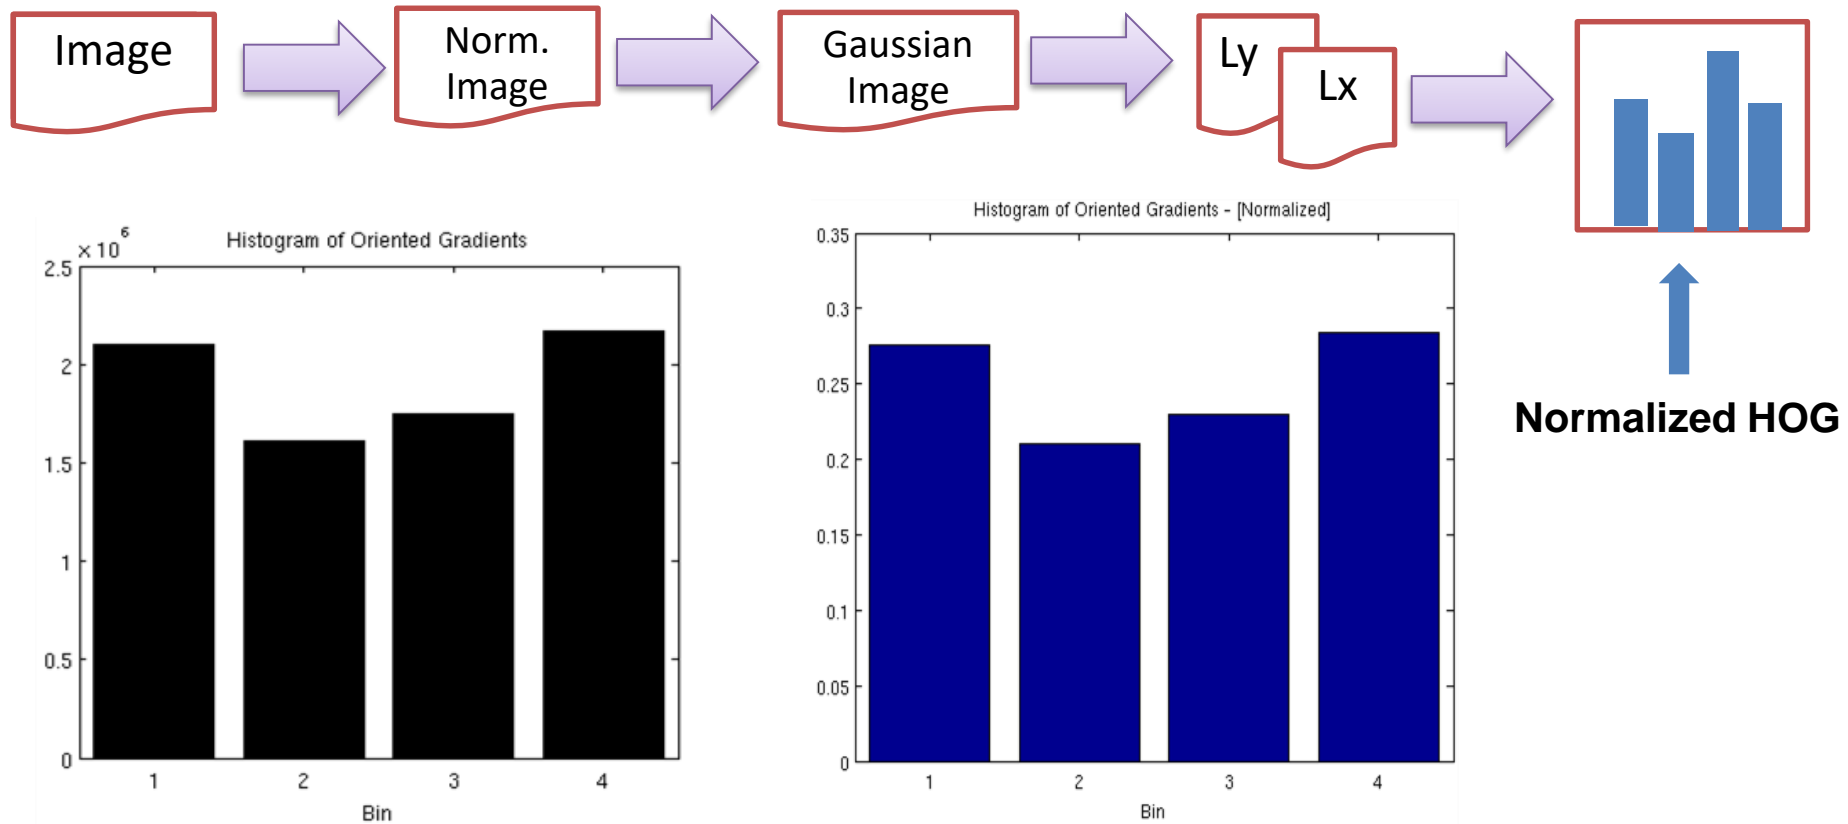 Image
Norm.
Image
Gaussian
Image
Ly
Lx
Histogram of Oriented Gradients
×10^6
2.5
2
1.5
1
0.5
0
1 2 3 4
Bin
Histogram of Oriented Gradients - [Normalized]
0.35
0.3
0.25
0.2
0.15
0.1
0.05
0
1 2 3 4
Bin
Normalized HOG